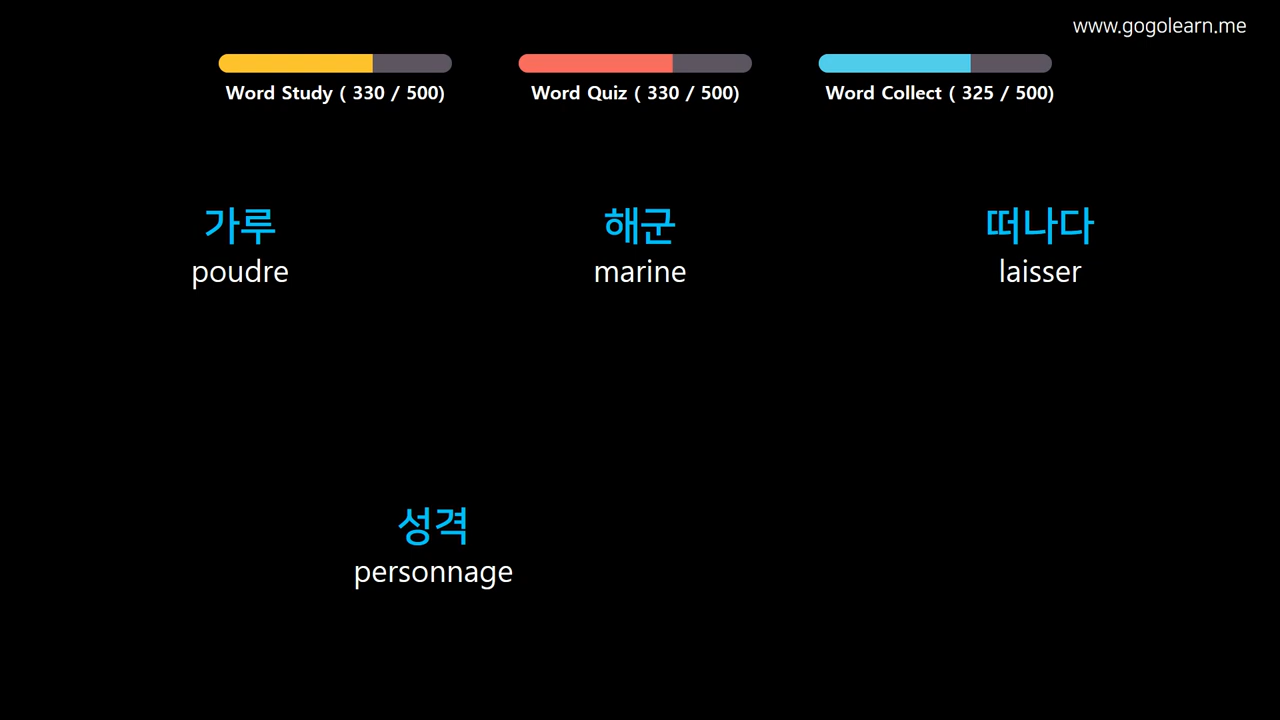 www.gogolearn.me
Word Study ( 330 / 500)
Word Quiz ( 330 / 500)
Word Collect ( 325 / 500)
가루
poudre
해군
marine
떠나다
laisser
성격
personnage